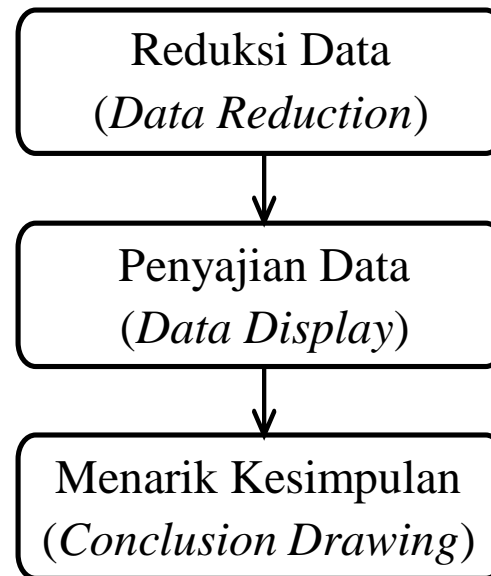 Reduksi Data
(Data Reduction)
Penyajian Data
(Data Display)
Menarik Kesimpulan
(Conclusion Drawing)